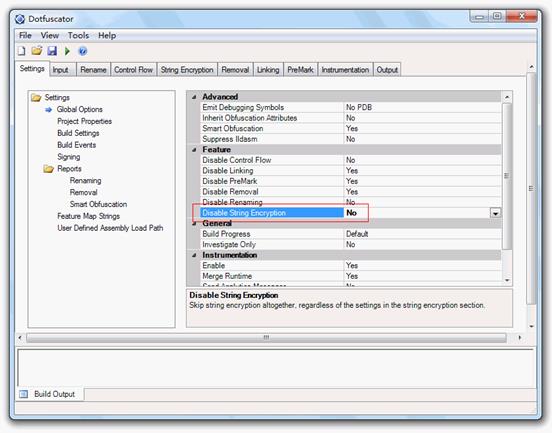 Dotfuscator
File View Tools Help
Settings Input Rename Control Flow String Encryption Removal Linking PreMark Instrumentation Output
Settings
Global Options
Project Properties
Build Settings
Build Events
Signing
Reports
Renaming
Removal
Smart Obfuscation
Feature Map Strings
User Defined Assembly Load Path
Advanced
Emit Debugging Symbols No PDB
Inherit Obfuscation Attributes No
Smart Obfuscation Yes
Suppress Ildasm No
Feature
Disable Control Flow No
Disable Linking Yes
Disable PreMark Yes
Disable Removal Yes
Disable Renaming No
Disable String Encryption No
General
Build Progress Default
Investigate Only No
Instrumentation
Enable Yes
Merge Runtime Yes
Send Analytics Messages Yes
Disable String Encryption
Skip string encryption altogether, regardless of the settings in the string encryption section.
Build Output